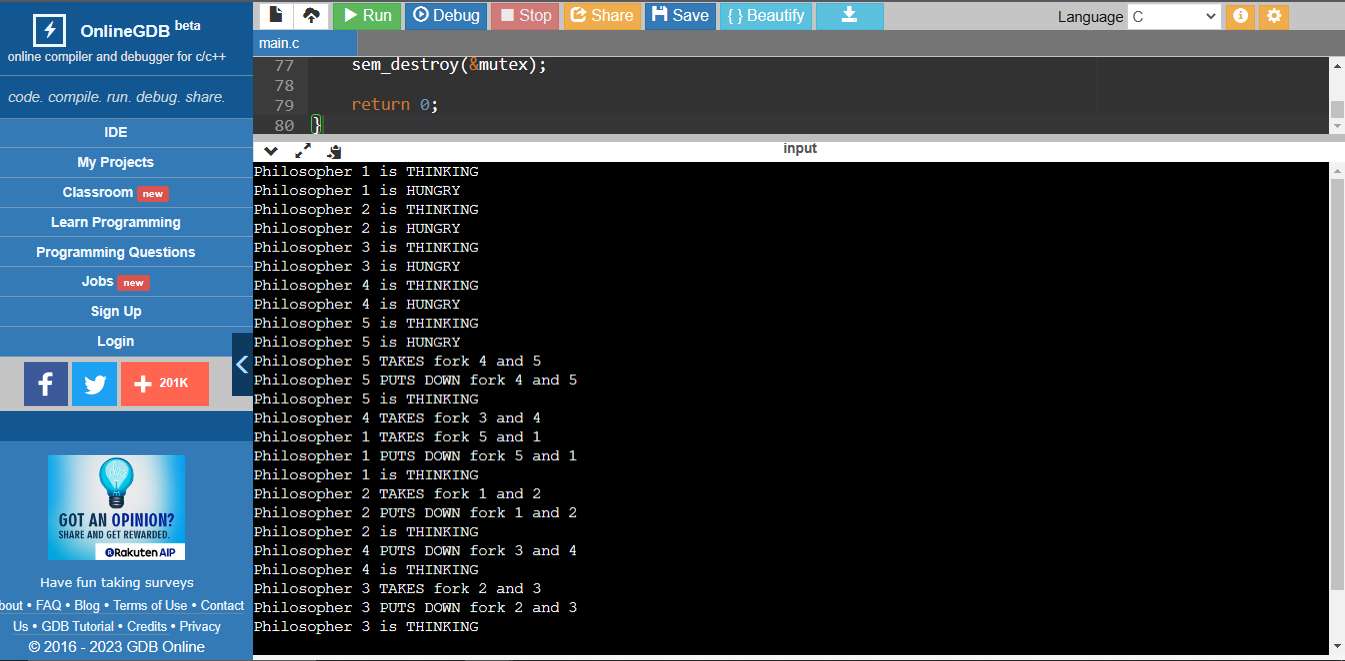 OnlineGDB beta
online compiler and debugger for c/c++
code. compile. run. debug. share.
IDE
My Projects
Classroom new
Learn Programming
Programming Questions
Jobs new
Sign Up
Login
f
+ 201K
GOT AN OPINION?
SHARE AND GET REWARDED.
Rakuten AIP
Have fun taking surveys
bout • FAQ • Blog • Terms of Use • Contact
Us • GDB Tutorial • Credits • Privacy
© 2016 - 2023 GDB Online
Run Debug Stop Share Save { } Beautify
Language C
main.c
77 sem_destroy(&mutex);
78
79 return 0;
80 }
input
Philosopher 1 is THINKING
Philosopher 1 is HUNGRY
Philosopher 2 is THINKING
Philosopher 2 is HUNGRY
Philosopher 3 is THINKING
Philosopher 3 is HUNGRY
Philosopher 4 is THINKING
Philosopher 4 is HUNGRY
Philosopher 5 is THINKING
Philosopher 5 is HUNGRY
Philosopher 5 TAKES fork 4 and 5
Philosopher 5 PUTS DOWN fork 4 and 5
Philosopher 5 is THINKING
Philosopher 4 TAKES fork 3 and 4
Philosopher 1 TAKES fork 5 and 1
Philosopher 1 PUTS DOWN fork 5 and 1
Philosopher 1 is THINKING
Philosopher 2 TAKES fork 1 and 2
Philosopher 2 PUTS DOWN fork 1 and 2
Philosopher 2 is THINKING
Philosopher 4 PUTS DOWN fork 3 and 4
Philosopher 4 is THINKING
Philosopher 3 TAKES fork 2 and 3
Philosopher 3 PUTS DOWN fork 2 and 3
Philosopher 3 is THINKING